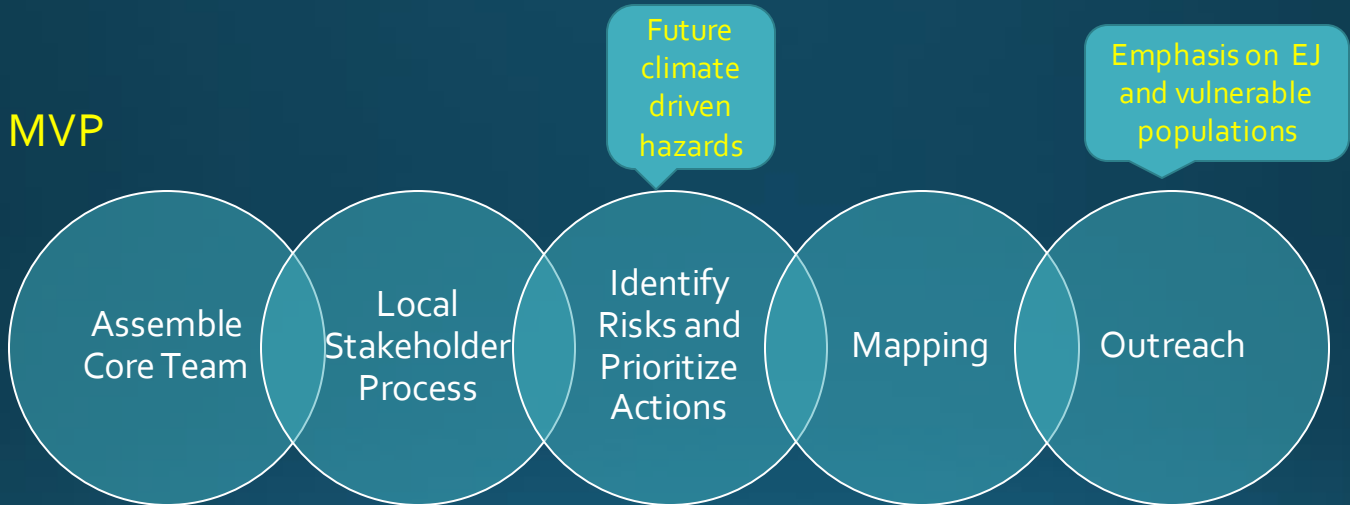 Future
climate
driven
hazards
Emphasis on EJ
and vulnerable
populations
MVP
Assemble
Core Team
Local
Stakeholder
Process
Identify
Risks and
Prioritize
Actions
Mapping
Outreach